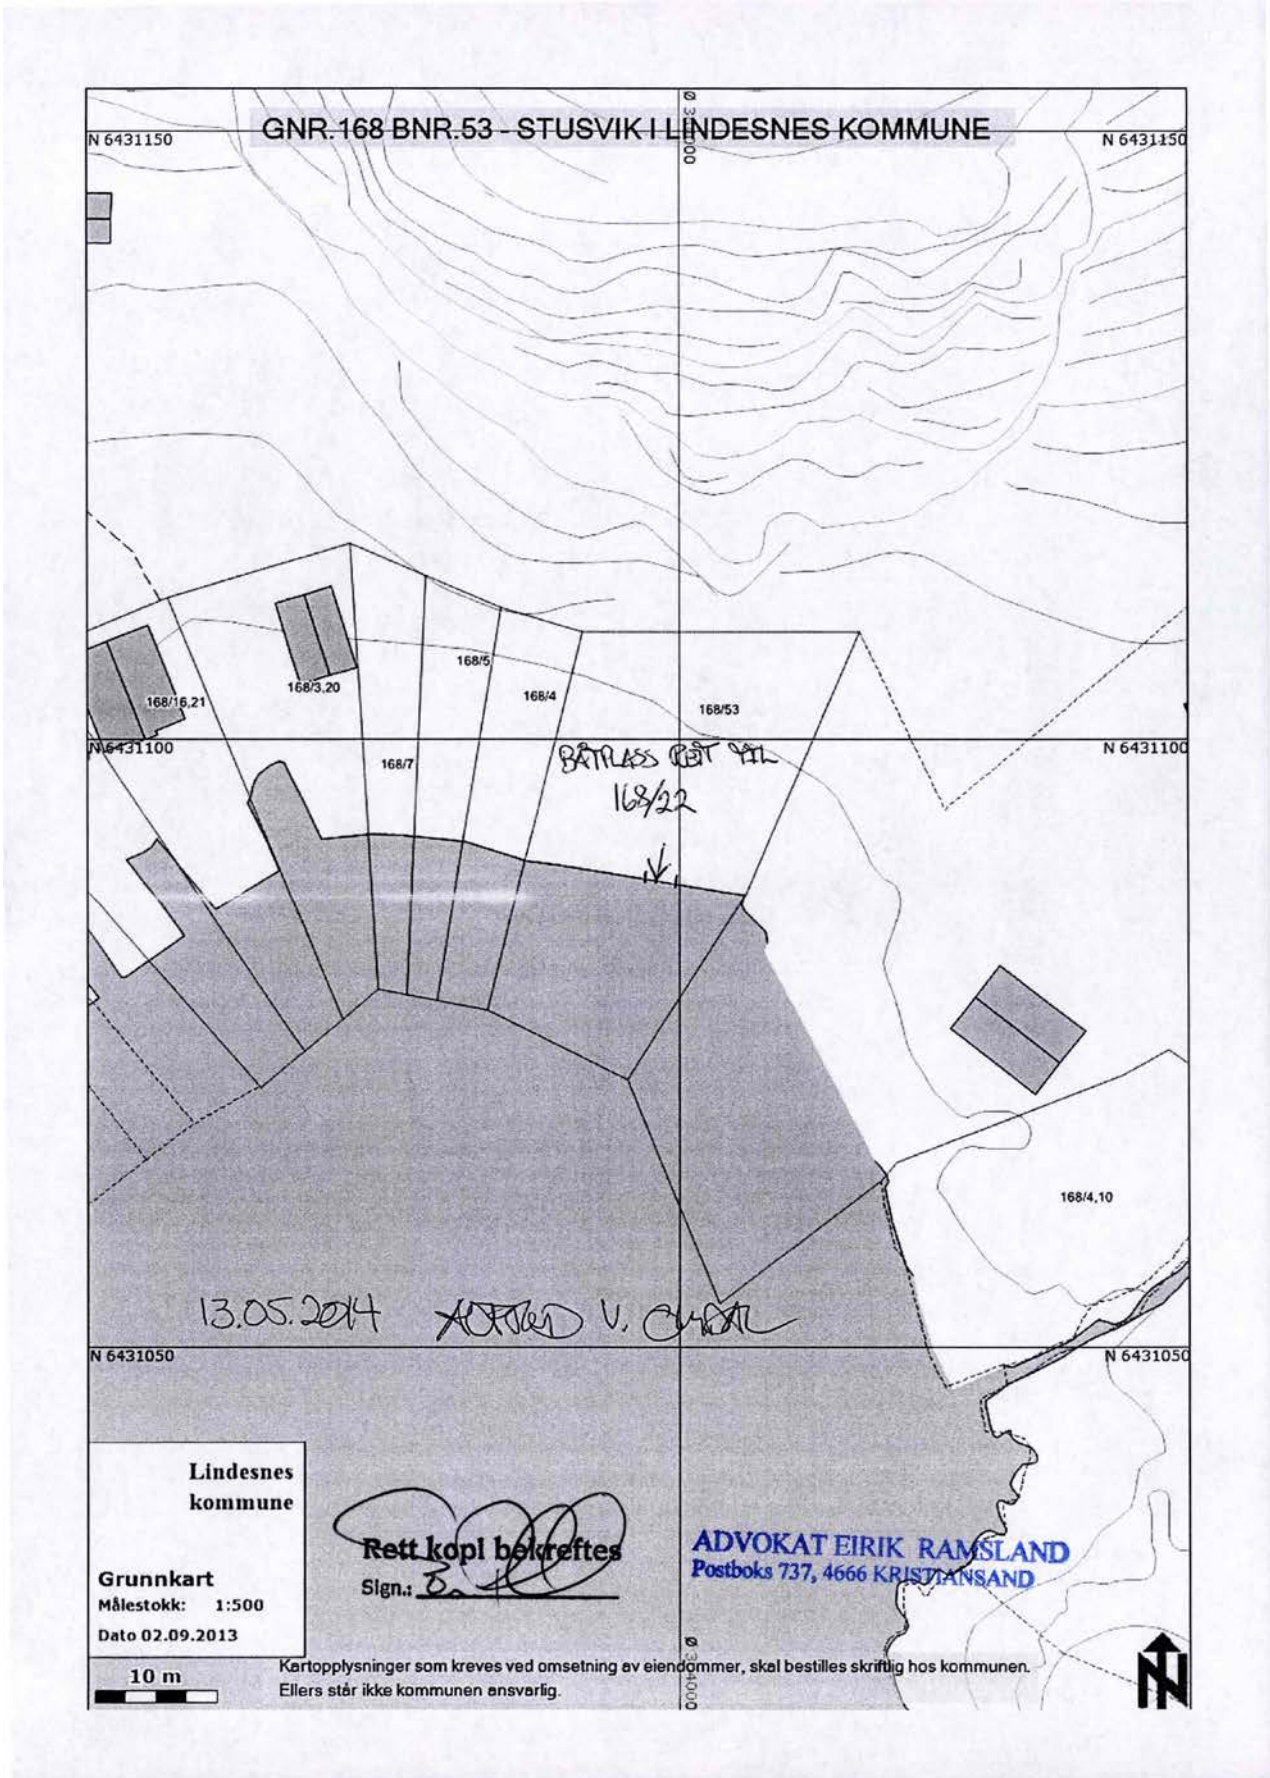 GNR.168 BNR.53 - STUSVIK I LINDESNES KOMMUNE
N 6431150
N 6431150
168/5
168/16,21
168/3,20
168/4
168/53
N 6431100
N 6431100
168/7
BÅTPLASS RETT TIL
168/22
168/4,10
13.05.2014 V.
N 6431050
N 6431050
Lindesnes
kommune
Grunnkart
Målestokk: 1:500
Dato 02.09.2013
10 m
Rett kopi bekreftes
Sign.:
ADVOKAT EIRIK RAMSLAND
Postboks 737, 4666 KRISTIANSAND
Kartopplysninger som kreves ved omsetning av eiendommer, skal bestilles skriftlig hos kommunen.
Ellers står ikke kommunen ansvarlig.
N